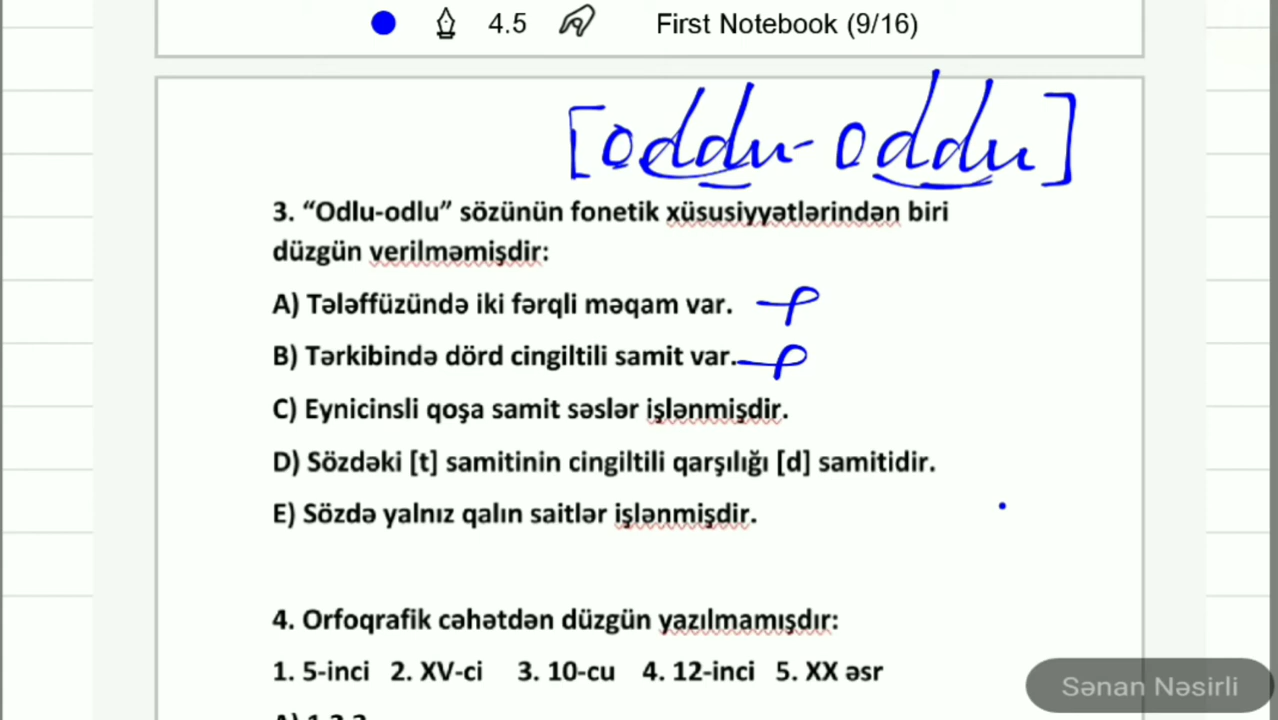 4.5 First Notebook (9/16)
[oddu-oddu]
3. “Odlu-odlu” sözünün fonetik xüsusiyyətlərindən biri
düzgün verilməmişdir:
A) Tələffüzündə iki fərqli məqam var.
B) Tərkibində dörd cingiltili samit var.
C) Eynicinsli qoşa samit səslər işlənmişdir.
D) Sözdəki [t] samitinin cingiltili qarşılığı [d] samitidir.
E) Sözdə yalnız qalın saitlər işlənmişdir.
4. Orfoqrafik cəhətdən düzgün yazılmamışdır:
1. 5-inci 2. XV-ci 3. 10-cu 4. 12-inci 5. XX əsr
Sənan Nəsirli